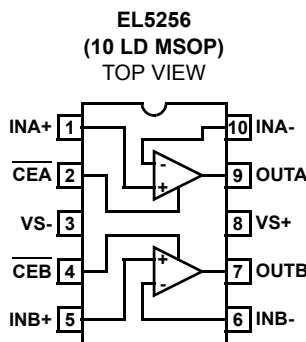 EL5256
(10 LD MSOP)
TOP VIEW
INA+ 1 10 INA-
CEA 2 - + 9 OUTA
VS- 3 8 VS+
CEB 4 + - 7 OUTB
INB+ 5 6 INB-